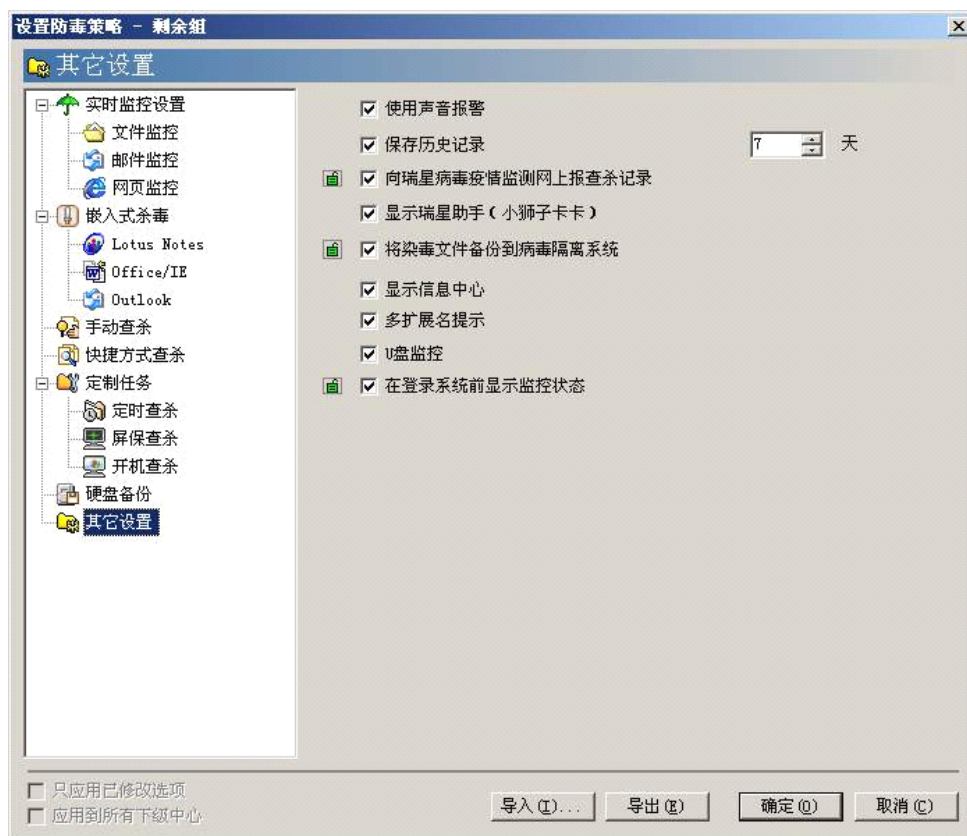 设置防毒策略 - 剩余组
其它设置
实时监控设置
文件监控
邮件监控
网页监控
嵌入式杀毒
Lotus Notes
Office/IE
Outlook
手动查杀
快捷方式查杀
定制任务
定时查杀
屏保查杀
开机查杀
硬盘备份
其它设置
使用声音报警
保存历史记录 7 天
向瑞星病毒疫情监测网上报查杀记录
显示瑞星助手(小狮子卡卡)
将染毒文件备份到病毒隔离系统
显示信息中心
多扩展名提示
U盘监控
在登录系统前显示监控状态
只应用已修改选项
应用到所有下级中心
导入(I)... 导出(E) 确定(O) 取消(C)